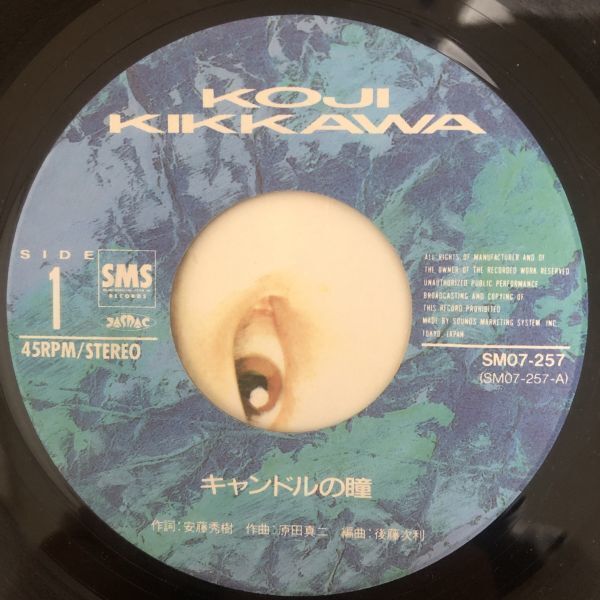 KOJI
KIKKAWA
SIDE
1
SMS
RECORDS
JASRAC
45RPM/STEREO
ALL RIGHTS OF MANUFACTURER AND OF
THE OWNER OF THE RECORDED WORK RESERVED
UNAUTHORIZED PUBLIC PERFORMANCE
BROADCASTING AND COPYING OF
THIS RECORD PROHIBITED
MADE BY SOUNDS MARKETING SYSTEM, INC.
TOKYO, JAPAN
SM07-257
(SM07-257-A)
キャンドルの瞳
作詞:安藤秀樹 作曲:原田真二 編曲:後藤次利